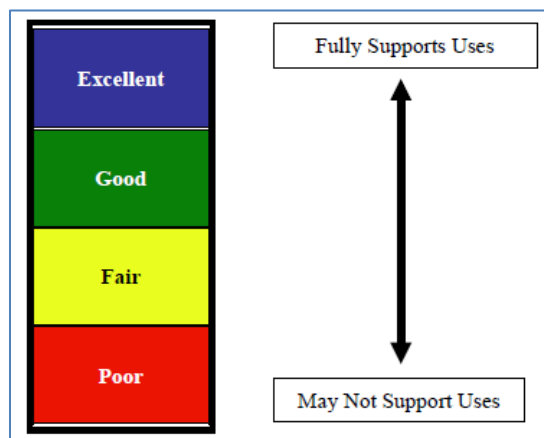 Excellent
Good
Fair
Poor
Fully Supports Uses
May Not Support Uses